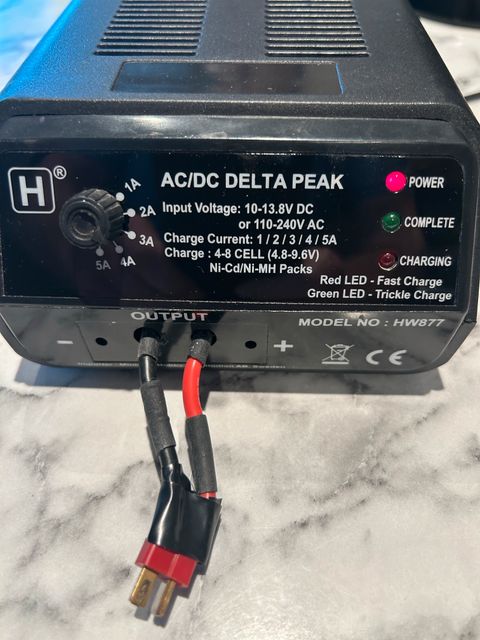 H®
AC/DC DELTA PEAK
Input Voltage: 10-13.8V DC
or 110-240V AC
Charge Current: 1 / 2 / 3 / 4 / 5A
Charge : 4-8 CELL (4.8-9.6V)
Ni-Cd/Ni-MH Packs
1A
2A
3A
4A
5A
POWER
COMPLETE
CHARGING
Red LED - Fast Charge
Green LED - Trickle Charge
OUTPUT
MODEL NO : HW877
- +
CE
Sweden